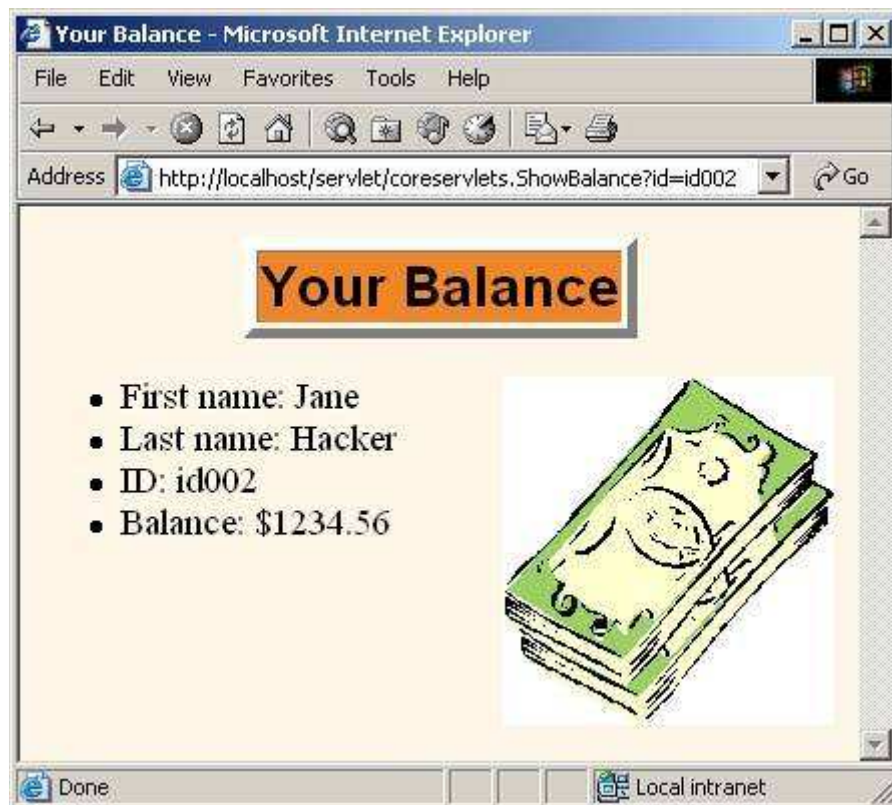 Your Balance - Microsoft Internet Explorer
File Edit View Favorites Tools Help
Address http://localhost/servlet/coreservlets.ShowBalance?id=id002 Go
Your Balance
First name: Jane
Last name: Hacker
ID: id002
Balance: $1234.56
Done Local intranet